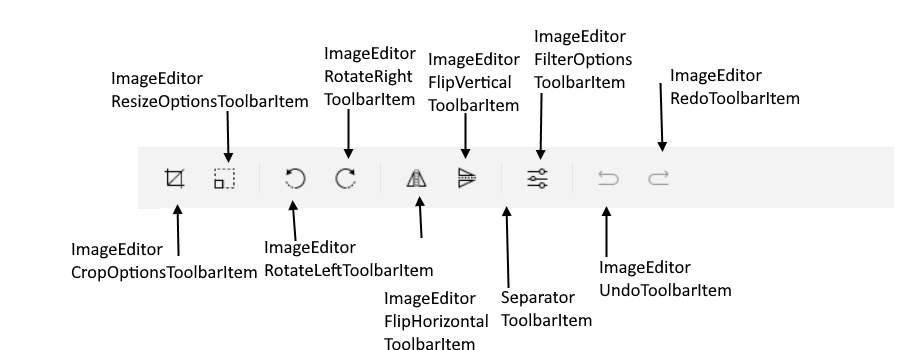 ImageEditor
ResizeOptionsToolbarItem
ImageEditor
RotateRight
ToolbarItem
ImageEditor
FlipVertical
ToolbarItem
ImageEditor
FilterOptions
ToolbarItem
ImageEditor
RedoToolbarItem
ImageEditor
CropOptionsToolbarItem
ImageEditor
RotateLeftToolbarItem
ImageEditor
FlipHorizontal
ToolbarItem
Separator
ToolbarItem
ImageEditor
UndoToolbarItem